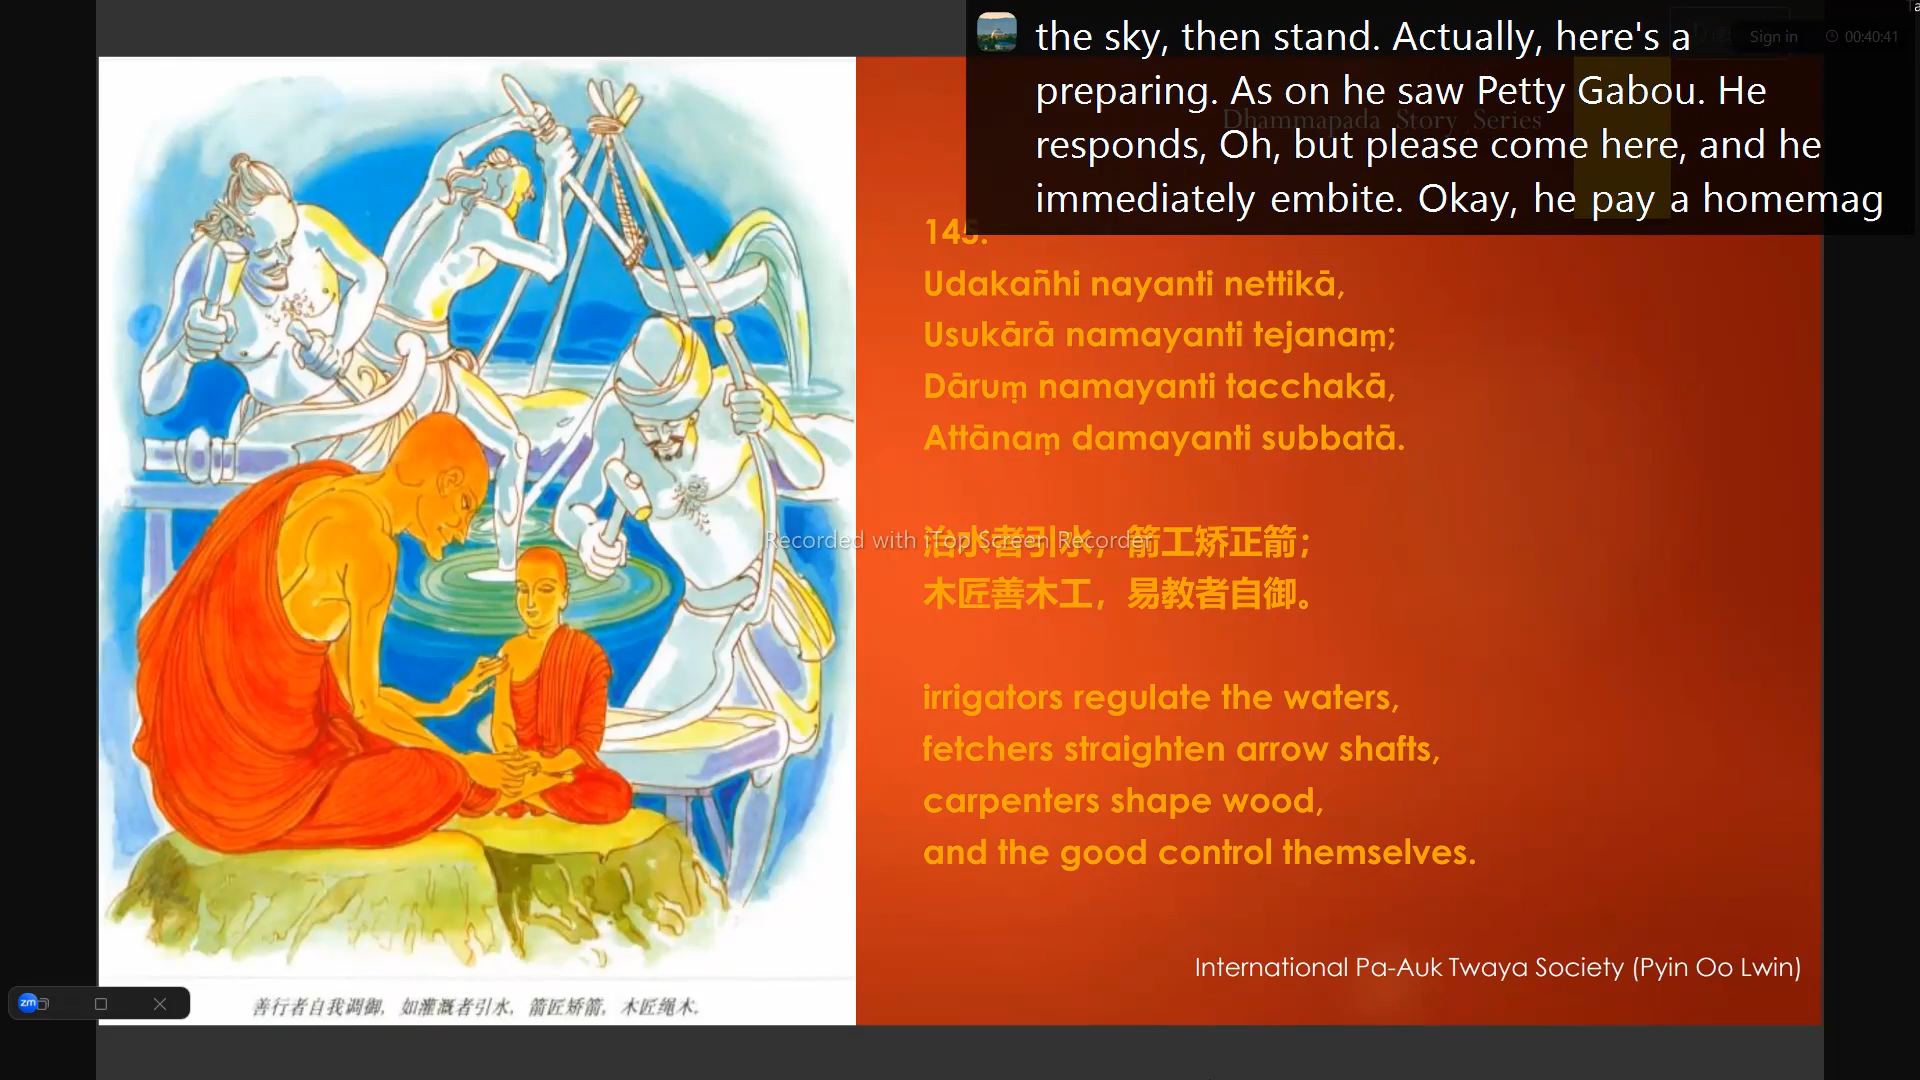 the sky, then stand. Actually, here's a
preparing. As on he saw Petty Gabou. He
responds, Oh, but please come here, and he
immediately embite. Okay, he pay a homemag
Sign in
00:40:41
Dhammapada Story Series
145.
Udakañhi nayanti nettikā,
Usukārā namayanti tejanaṃ;
Dāruṃ namayanti tacchakā,
Attānaṃ damayanti subbatā.
治水者引水，箭工矫正箭；
木匠善木工，易教者自御。
Recorded with iTop Screen Recorder
irrigators regulate the waters,
fetchers straighten arrow shafts,
carpenters shape wood,
and the good control themselves.
International Pa-Auk Twaya Society (Pyin Oo Lwin)
善行者自我调御，如灌溉者引水，箭匠矫箭，木匠绳木。
zm